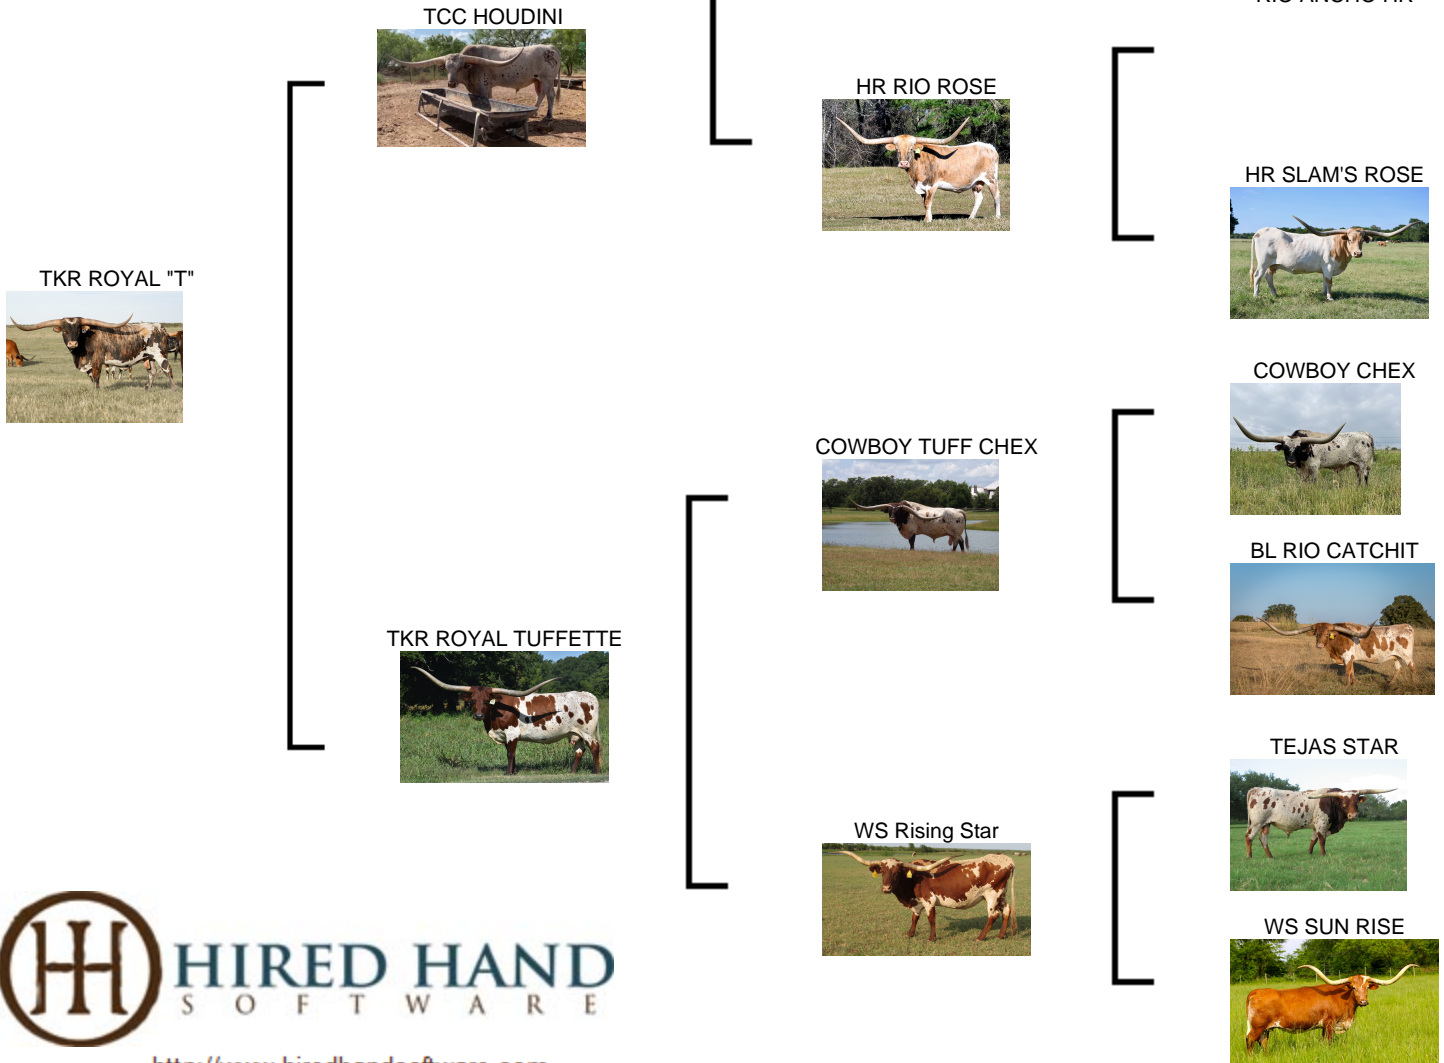 TCC HOUDINI
HR RIO ROSE
HR SLAM'S ROSE
TKR ROYAL "T"
COWBOY CHEX
COWBOY TUFF CHEX
BL RIO CATCHIT
TKR ROYAL TUFFETTE
TEJAS STAR
WS Rising Star
WS SUN RISE
HIRED HAND
SOFTWARE